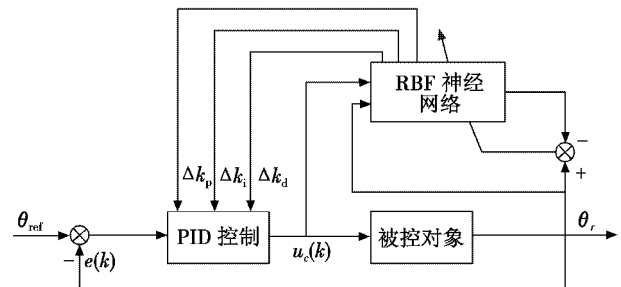 RBF 神经
网络
−
+
Δkp Δki Δkd
θref
θr
PID 控制
被控对象
− e(k)
uc(k)